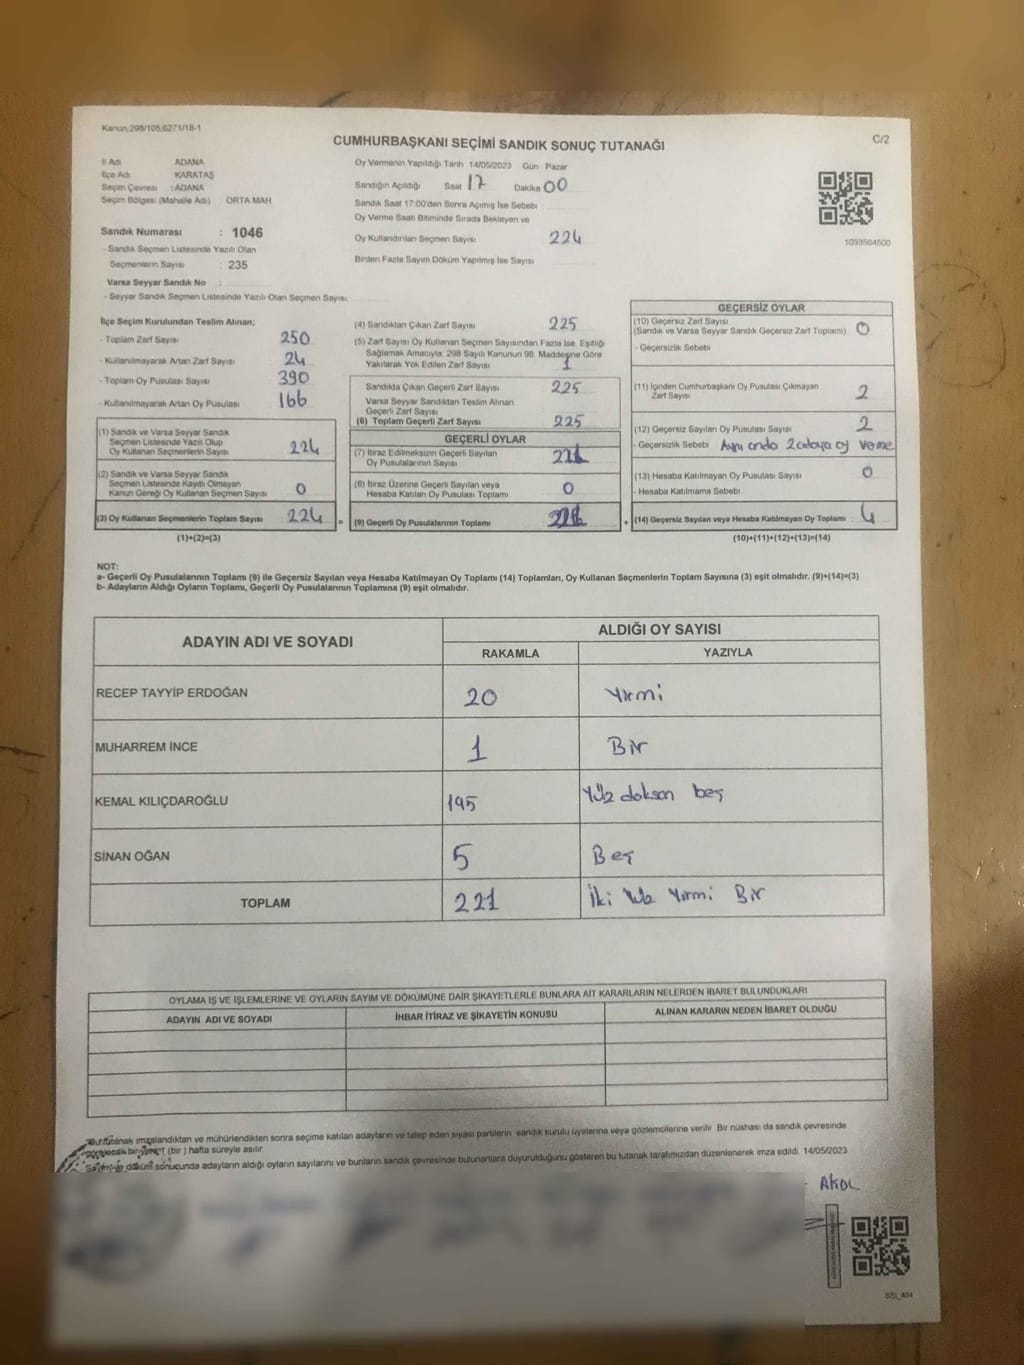 Kanun 298/105,6271/18-1
CUMHURBAŞKANI SEÇİMİ SANDIK SONUÇ TUTANAĞI
C/2
İl Adı : ADANA
İlçe Adı : KARATAŞ
Seçim Çevresi : ADANA
Seçim Bölgesi (Mahalle Adı) ORTA MAH
Sandık Numarası : 1046
- Sandık Seçmen Listesinde Yazılı Olan
Seçmenlerin Sayısı : 235
Varsa Seyyar Sandık No :
- Seyyar Sandık Seçmen Listesinde Yazılı Olan Seçmen Sayısı
Oy Vermenin Yapıldığı Tarih 14/05/2023 Gün Pazar
Sandığın Açıldığı Saat 17 Dakika 00
Sandık Saat 17:00'den Sonra Açımış İse Sebebi
Oy Verme Saati Bitiminde Sırada Bekleyen ve
Oy Kullandırılan Seçmen Sayısı 224
Birden Fazla Sayım Döküm Yapılmış İse Sayısı
1093564500
İlçe Seçim Kurulundan Teslim Alınan;
- Toplam Zarf Sayısı 250
- Kullanılmayarak Artan Zarf Sayısı 24
- Toplam Oy Pusulası Sayısı 390
- Kullanılmayarak Artan Oy Pusulası 166
(1) Sandık ve Varsa Seyyar Sandık
Seçmen Listesinde Yazılı Olup
Oy Kullanan Seçmenlerin Sayısı 224
(2) Sandık ve Varsa Seyyar Sandık
Seçmen Listesinde Kayıtlı Olmayan
Kanun Gereği Oy Kullanan Seçmen Sayısı 0
(3) Oy Kullanan Seçmenlerin Toplam Sayısı 224
(1)+(2)=(3)
(4) Sandıktan Çıkan Zarf Sayısı 225
(5) Zarf Sayısı Oy Kullanan Seçmen Sayısından Fazla İse, Eşitliği
Sağlamak Amacıyla, 298 Sayılı Kanunun 98. Maddesine Göre
Yakılarak Yok Edilen Zarf Sayısı 1
Sandıkta Çıkan Geçerli Zarf Sayısı 225
Varsa Seyyar Sandıktan Teslim Alınan
Geçerli Zarf Sayısı
(6) Toplam Geçerli Zarf Sayısı 225
GEÇERLİ OYLAR
(7) İtiraz Edilmeksizin Geçerli Sayılan
Oy Pusulalarının Sayısı
(8) İtiraz Üzerine Geçerli Sayılan veya
Hesaba Katılan Oy Pusulası Toplamı 0
=
(9) Geçerli Oy Pusulalarının Toplamı
+
GEÇERSİZ OYLAR
(10) Geçersiz Zarf Sayısı
(Sandık ve Varsa Seyyar Sandık Geçersiz Zarf Toplamı) 0
- Geçersizlik Sebebi
(11) İçinden Cumhurbaşkanı Oy Pusulası Çıkmayan
Zarf Sayısı 2
(12) Geçersiz Sayılan Oy Pusulası Sayısı 2
- Geçersizlik Sebebi Aynı anda 2 adaya oy verme
(13) Hesaba Katılmayan Oy Pusulası Sayısı 0
- Hesaba Katılmama Sebebi
(14) Geçersiz Sayılan veya Hesaba Katılmayan Oy Toplamı 4
(10)+(11)+(12)+(13)=(14)
NOT:
a- Geçerli Oy Pusulalarının Toplamı (9) ile Geçersiz Sayılan veya Hesaba Katılmayan Oy Toplamı (14) Toplamları, Oy Kullanan Seçmenlerin Toplam Sayısına (3) eşit olmalıdır. (9)+(14)=(3)
b- Adayların Aldığı Oyların Toplamı, Geçerli Oy Pusulalarının Toplamına (9) eşit olmalıdır.
ADAYIN ADI VE SOYADI
ALDIĞI OY SAYISI
RAKAMLA YAZIYLA
RECEP TAYYİP ERDOĞAN 20 Yirmi
MUHARREM İNCE 1 Bir
KEMAL KILIÇDAROĞLU 195 Yüz doksan beş
SİNAN OĞAN 5 Beş
TOPLAM 221 İki Yüz Yirmi Bir
OYLAMA İŞ VE İŞLEMLERİNE VE OYLARIN SAYIM VE DÖKÜMÜNE DAİR ŞİKAYETLERLE BUNLARA AİT KARARLARIN NELERDEN İBARET BULUNDUKLARI
ADAYIN ADI VE SOYADI İHBAR İTİRAZ VE ŞİKAYETİN KONUSU ALINAN KARARIN NEDEN İBARET OLDUĞU
Bu tutanak imzalandıktan ve mühürlendikten sonra seçime katılan adayların ve talep eden siyasi partilerin sandık kurulu üyelerine veya gözlemcilerine verilir. Bir nüshası da sandık çevresinde
(bir) hafta süreyle asılır.
döküm sonucunda adayların aldığı oyların sayılarını ve bunların sandık çevresinde bulunanlara duyurulduğunu gösteren bu tutanak tarafımızdan düzenlenerek imza edildi. 14/05/2023
AKOL